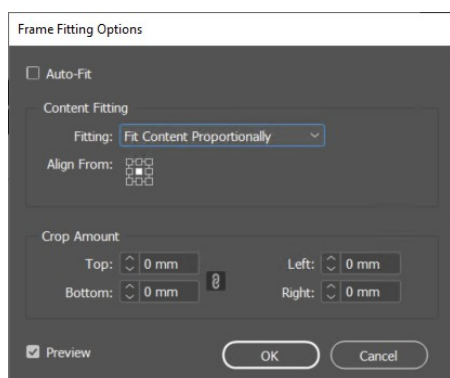 Frame Fitting Options
Auto-Fit
Content Fitting
Fitting: Fit Content Proportionally
Align From:
Crop Amount
Top: 0 mm Left: 0 mm
Bottom: 0 mm Right: 0 mm
Preview OK Cancel